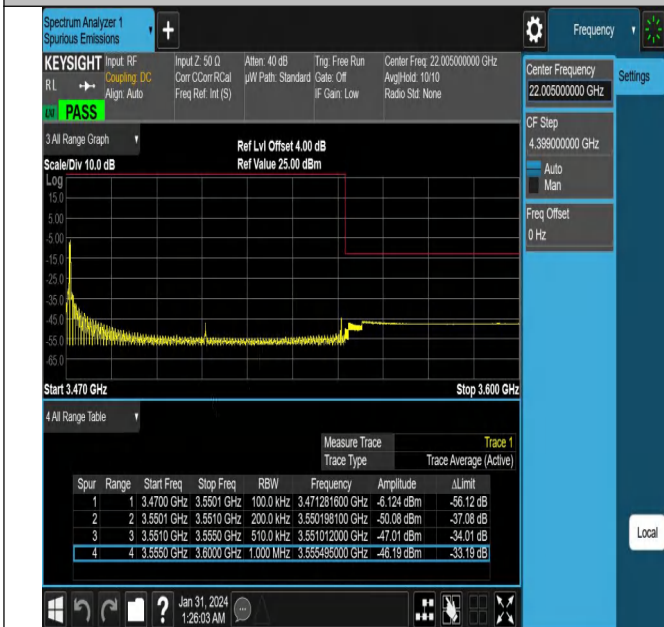 Spectrum Analyzer 1
Spurious Emissions
Frequency
KEYSIGHT Input: RF Input Z: 50 Ω Atten: 40 dB Trig: Free Run Center Freq: 22.005000000 GHz
RL Coupling: DC Corr CCorr RCal µW Path: Standard Gate: Off Avg|Hold: 10/10
Align: Auto Freq Ref: Int (S) IF Gain: Low Radio Std: None
LXI PASS
Center Frequency
22.005000000 GHz
Settings
CF Step
4.399000000 GHz
Auto
Man
Freq Offset
0 Hz
3 All Range Graph
Ref Lvl Offset 4.00 dB
Scale/Div 10.0 dB Ref Value 25.00 dBm
Log
15.0
5.00
-5.00
-15.0
-25.0
-35.0
-45.0
-55.0
-65.0
Start 3.470 GHz Stop 3.600 GHz
4 All Range Table
Measure Trace Trace 1
Trace Type Trace Average (Active)
Spur Range Start Freq Stop Freq RBW Frequency Amplitude ΔLimit
1 1 3.4700 GHz 3.5501 GHz 100.0 kHz 3.471281600 GHz -6.124 dBm -56.12 dB
2 2 3.5501 GHz 3.5510 GHz 200.0 kHz 3.550198100 GHz -50.08 dBm -37.08 dB
3 3 3.5510 GHz 3.5550 GHz 510.0 kHz 3.551012000 GHz -47.01 dBm -34.01 dB
4 4 3.5550 GHz 3.6000 GHz 1.000 MHz 3.555495000 GHz -46.19 dBm -33.19 dB
Local
Jan 31, 2024
1:26:03 AM